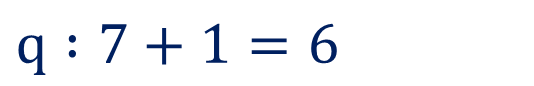 q : 7 + 1 = 6